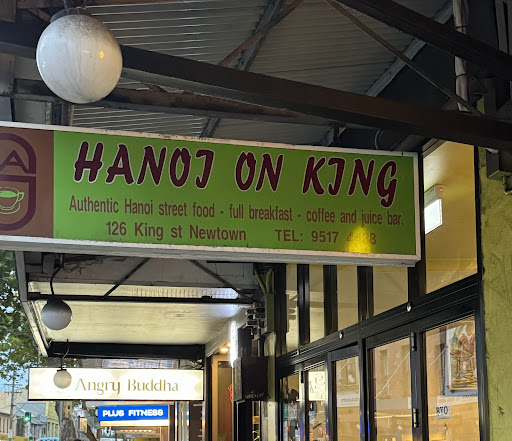 HANOI ON KING
Authentic Hanoi street food - full breakfast - coffee and juice bar.
126 King st Newtown TEL: 9517
Angry Buddha
PLUS FITNESS